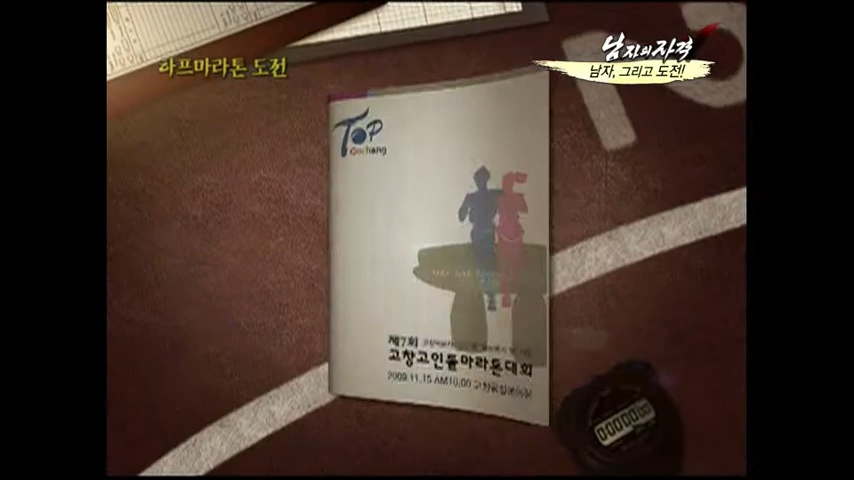 하프마라톤 도전
남자의 자격
남자, 그리고 도전!
TOP
Gochang
제7회
고창고인돌마라톤대회
2009.11.15 AM10:00
00000000